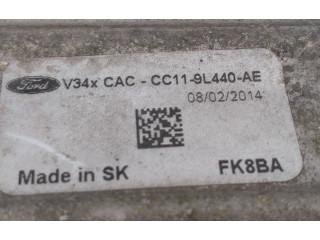 Ford V34x CAC - CC11-9L440-AE
08/02/2014
Made in SK FK8BA